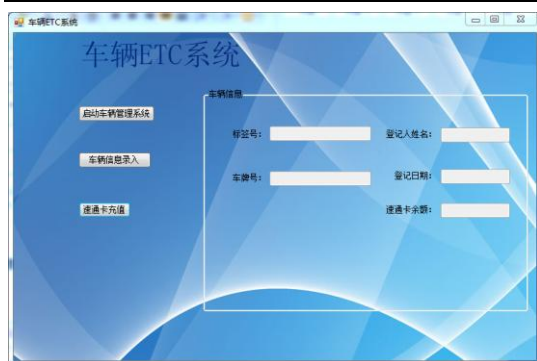 车辆ETC系统
车辆ETC系统
启动车辆管理系统
车辆信息录入
速通卡充值
车辆信息
标签号：
登记人姓名：
车牌号：
登记日期：
速通卡余额：